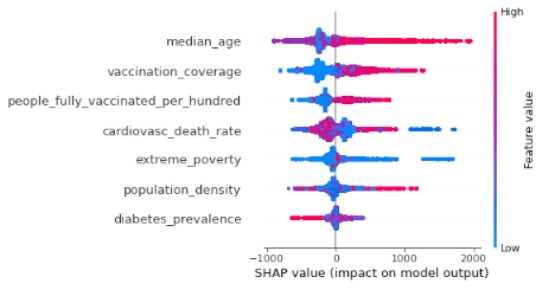 High
median_age
vaccination_coverage
people_fully_vaccinated_per_hundred
cardiovasc_death_rate
extreme_poverty
population_density
diabetes_prevalence
Feature value
Low
−1000 0 1000 2000
SHAP value (impact on model output)